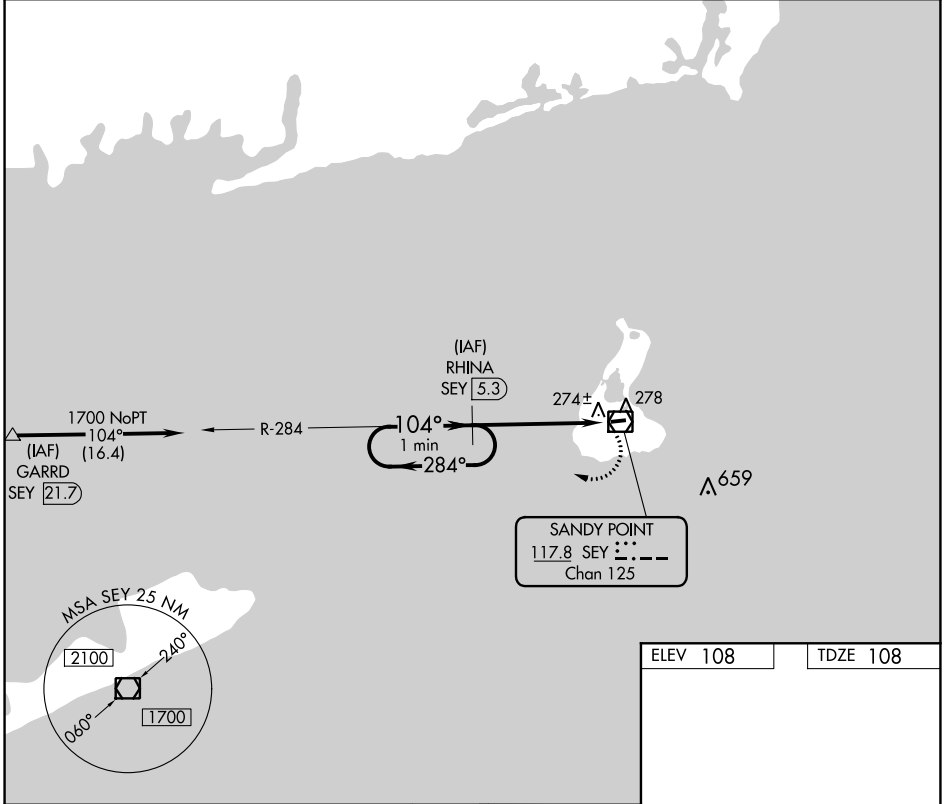 (IAF)
RHINA
SEY 5.3
274±
278
1700 NoPT
104°
(16.4)
R-284
104°
1 min
284°
(IAF)
GARRD
SEY 21.7
659
SANDY POINT
117.8 SEY
Chan 125
MSA SEY 25 NM
2100
240°
060°
1700
ELEV 108
TDZE 108